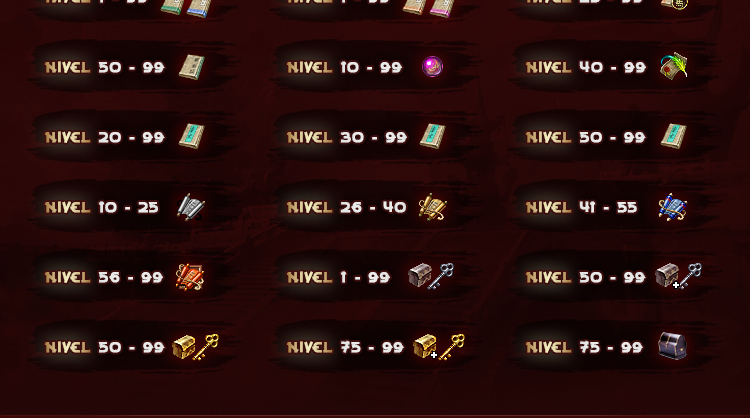 NIVEL 50 - 99
NIVEL 10 - 99
NIVEL 40 - 99
NIVEL 20 - 99
NIVEL 30 - 99
NIVEL 50 - 99
NIVEL 10 - 25
NIVEL 26 - 40
NIVEL 41 - 55
NIVEL 56 - 99
NIVEL 1 - 99
NIVEL 50 - 99
NIVEL 50 - 99
NIVEL 75 - 99
NIVEL 75 - 99